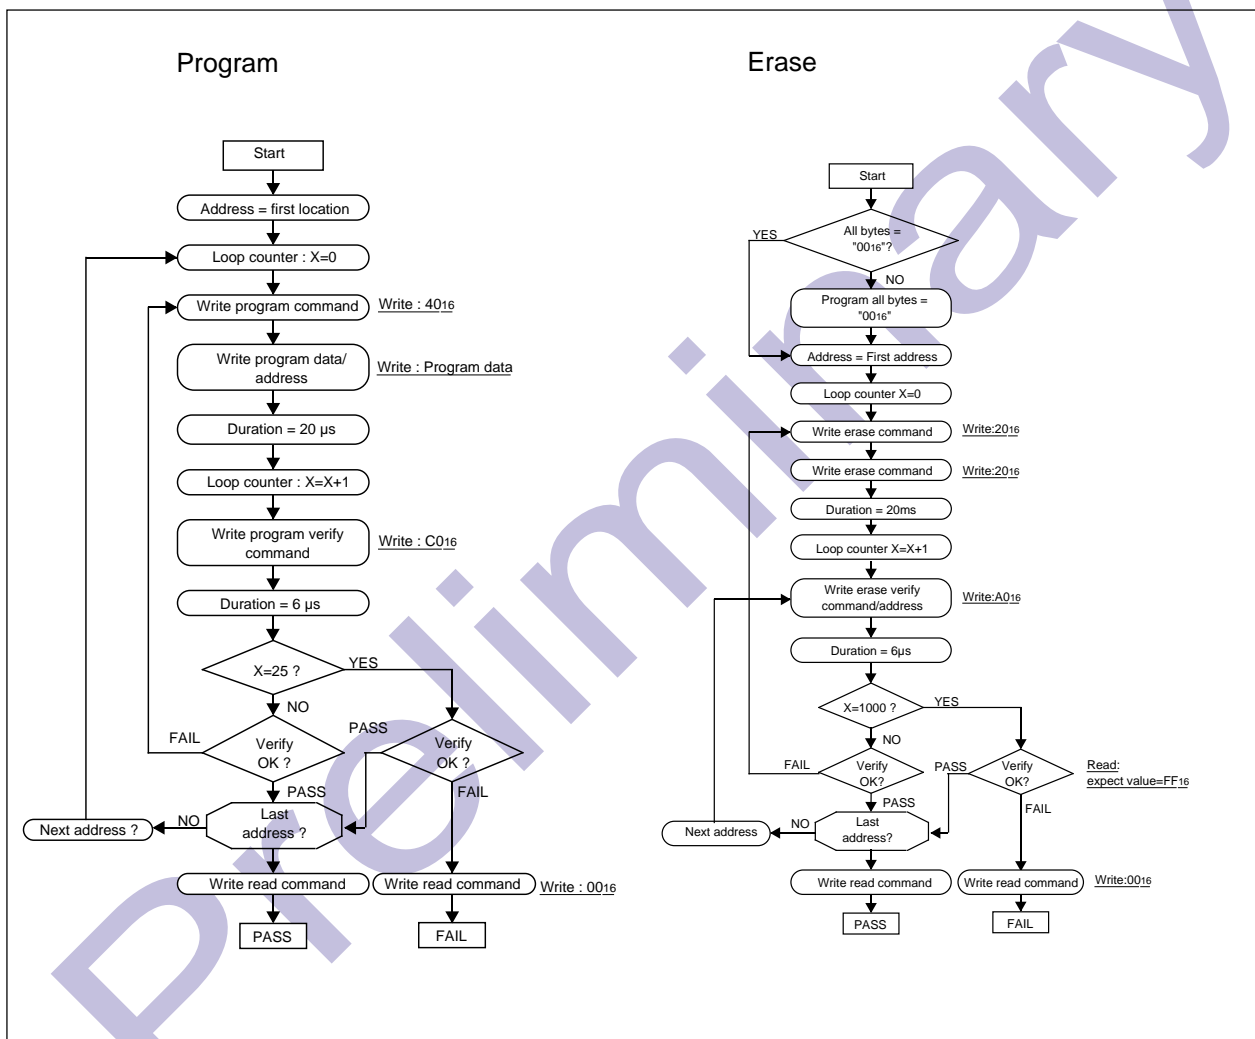 Preliminary
Program
Start
Address = first location
Loop counter : X=0
Write program command
Write : 4016
Write program data/
address
Write : Program data
Duration = 20 µs
Loop counter : X=X+1
Write program verify
command
Write : C016
Duration = 6 µs
X=25 ?
YES
NO
FAIL
Verify
OK ?
PASS
PASS
Verify
OK ?
FAIL
Last
address ?
NO
Next address ?
Write read command
Write read command
Write : 0016
PASS
FAIL
Erase
Start
YES
All bytes =
"0016"?
NO
Program all bytes =
"0016"
Address = First address
Loop counter X=0
Write erase command
Write:2016
Write erase command
Write:2016
Duration = 20ms
Loop counter X=X+1
Write erase verify
command/address
Write:A016
Duration = 6µs
X=1000 ?
YES
NO
FAIL
Verify
OK?
PASS
PASS
Verify
OK?
FAIL
Read:
expect value=FF16
Last
address?
NO
Next address
Write read command
Write read command
Write:0016
PASS
FAIL